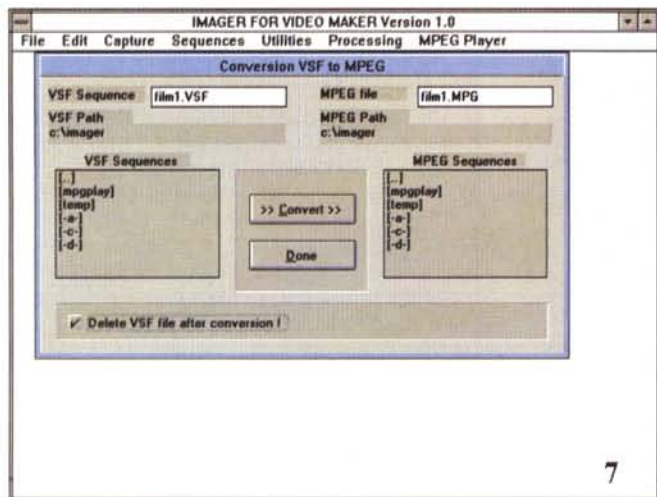 IMAGER FOR VIDEO MAKER Version 1.0
File Edit Capture Sequences Utilities Processing MPEG Player
Conversion VSF to MPEG
VSF Sequence film1.VSF
VSF Path
c:\imager
MPEG file film1.MPG
MPEG Path
c:\imager
VSF Sequences
[..]
[mpgplay]
[temp]
[-a-]
[-c-]
[-d-]
>> Convert >>
Done
MPEG Sequences
[..]
[mpgplay]
[temp]
[-a-]
[-c-]
[-d-]
Delete VSF file after conversion !
7